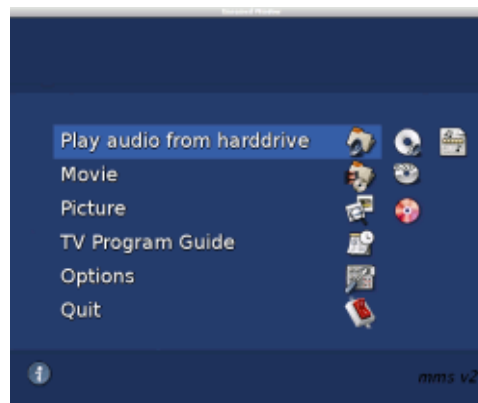 Play audio from harddrive
Movie
Picture
TV Program Guide
Options
Quit
mms v2